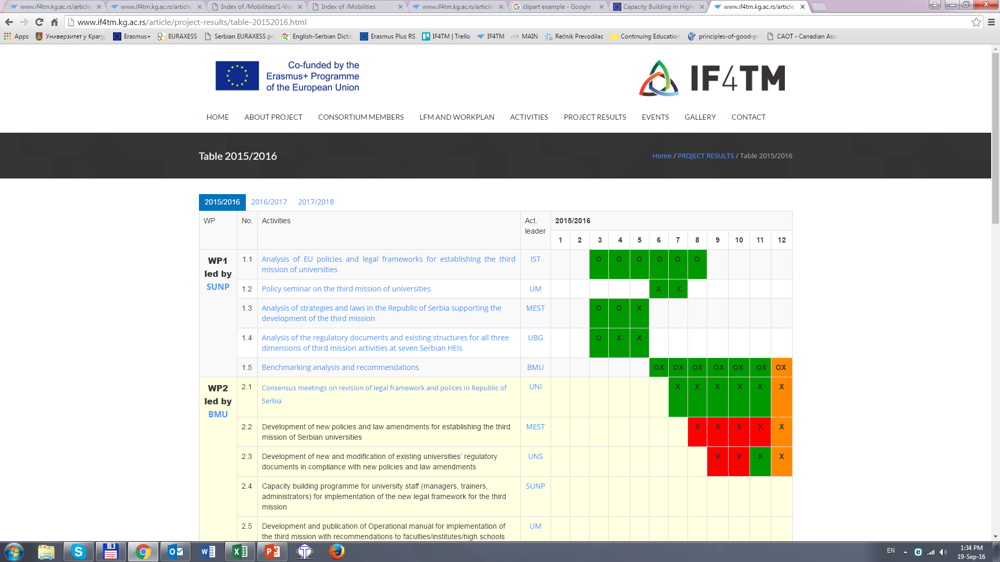 www.if4tm.kg.ac.rs/article
www.if4tm.kg.ac.rs/article
Index of /Mobilities/1-Visi
Index of /Mobilities
www.if4tm.kg.ac.rs/article
clipart example - Google
Capacity Building in Highe
www.if4tm.kg.ac.rs/article
www.if4tm.kg.ac.rs/article/project-results/table-20152016.html
Apps
Универзитет у Крагуј
Erasmus+
EURAXESS
Serbian EURAXESS po
English-Serbian Dictio
Erasmus Plus RS
IF4TM | Trello
IF4TM
MAIN
Rečnik Prevodilac
Continuing Education
principles-of-good-p
CAOT - Canadian Ass
Co-funded by the
Erasmus+ Programme
of the European Union
IF4TM
HOME ABOUT PROJECT CONSORTIUM MEMBERS LFM AND WORKPLAN ACTIVITIES PROJECT RESULTS EVENTS GALLERY CONTACT
Table 2015/2016
Home / PROJECT RESULTS / Table 2015/2016
2015/2016 2016/2017 2017/2018
WP No. Activities Act. leader 2015/2016
1 2 3 4 5 6 7 8 9 10 11 12
WP1
led by
SUNP
1.1 Analysis of EU policies and legal frameworks for establishing the third
mission of universities
IST O O O O O O
1.2 Policy seminar on the third mission of universities UM X X
1.3 Analysis of strategies and laws in the Republic of Serbia supporting the
development of the third mission
MEST O O X
1.4 Analysis of the regulatory documents and existing structures for all three
dimensions of third mission activities at seven Serbian HEIs
UBG O X X
1.5 Benchmarking analysis and recommendations BMU OX OX OX OX OX OX OX
WP2
led by
BMU
2.1 Consensus meetings on revision of legal framework and polices in Republic of
Serbia
UNI X X X X X X
2.2 Development of new policies and law amendments for establishing the third
mission of Serbian universities
MEST X X X X X
2.3 Development of new and modification of existing universities’ regulatory
documents in compliance with new policies and law amendments
UNS X X X X
2.4 Capacity building programme for university staff (managers, trainers,
administrators) for implementation of the new legal framework for the third
mission
SUNP
2.5 Development and publication of Operational manual for implementation of
the third mission with recommendations to faculties/institutes/high schools
UM
EN
1:34 PM
19-Sep-16